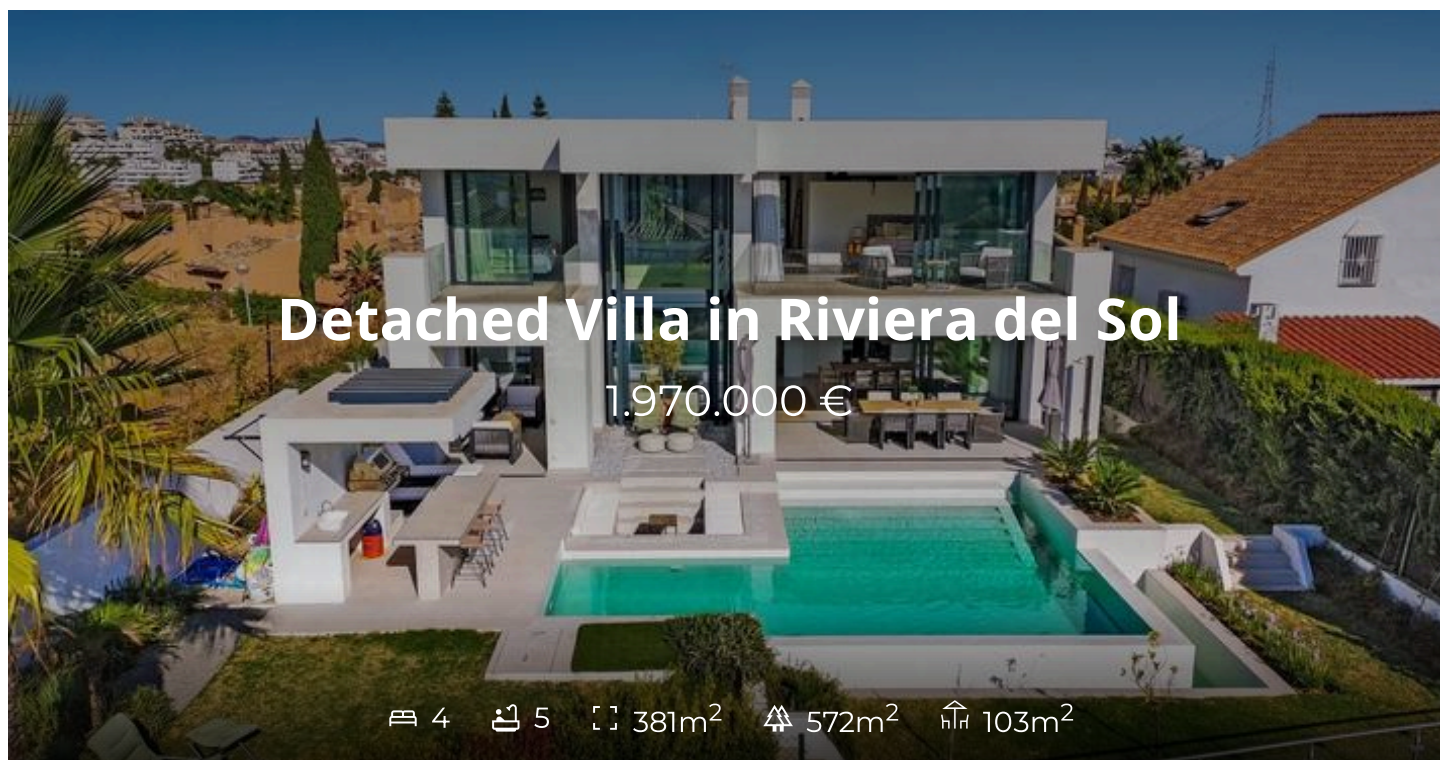 Detached Villa in Riviera del Sol
1.970.000 €
4 5 381m² 572m² 103m²